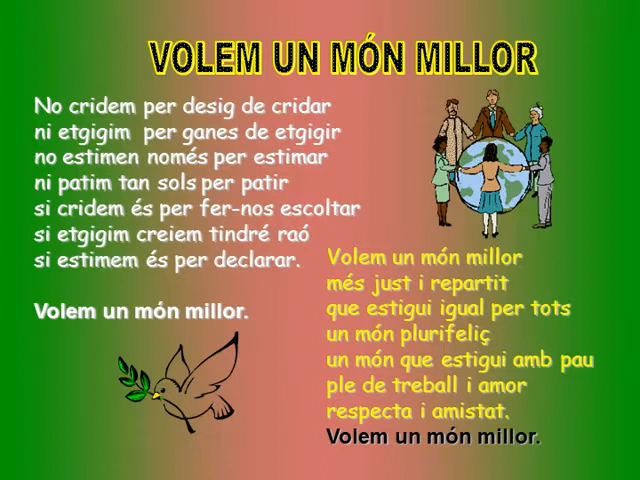 VOLEM UN MÓN MILLOR
No cridem per desig de cridar
ni etgigim per ganes de etgigir
no estimen només per estimar
ni patim tan sols per patir
si cridem és per fer-nos escoltar
si etgigim creiem tindré raó
si estimem és per declarar.
Volem un món millor.
Volem un món millor
més just i repartit
que estigui igual per tots
un món plurifeliç
un món que estigui amb pau
ple de treball i amor
respecta i amistat.
Volem un món millor.